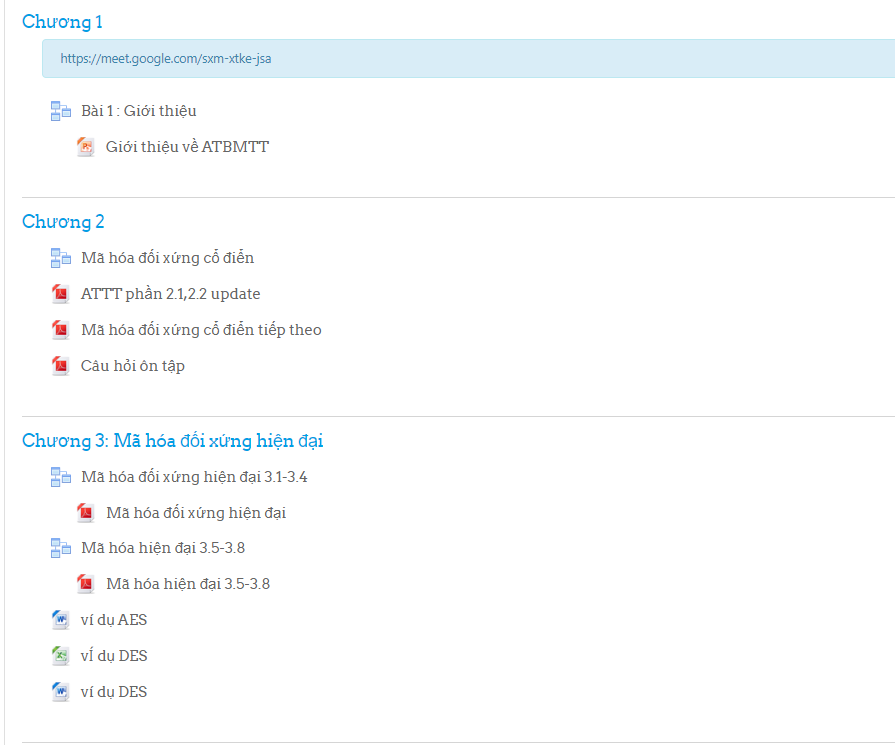 Chương 1
https://meet.google.com/sxm-xtke-jsa
Bài 1 : Giới thiệu
Giới thiệu về ATBMTT
Chương 2
Mã hóa đối xứng cổ điển
ATTT phần 2.1,2.2 update
Mã hóa đối xứng cổ điển tiếp theo
Câu hỏi ôn tập
Chương 3: Mã hóa đối xứng hiện đại
Mã hóa đối xứng hiện đại 3.1-3.4
Mã hóa đối xứng hiện đại
Mã hóa hiện đại 3.5-3.8
Mã hóa hiện đại 3.5-3.8
ví dụ AES
vÍ dụ DES
ví dụ DES